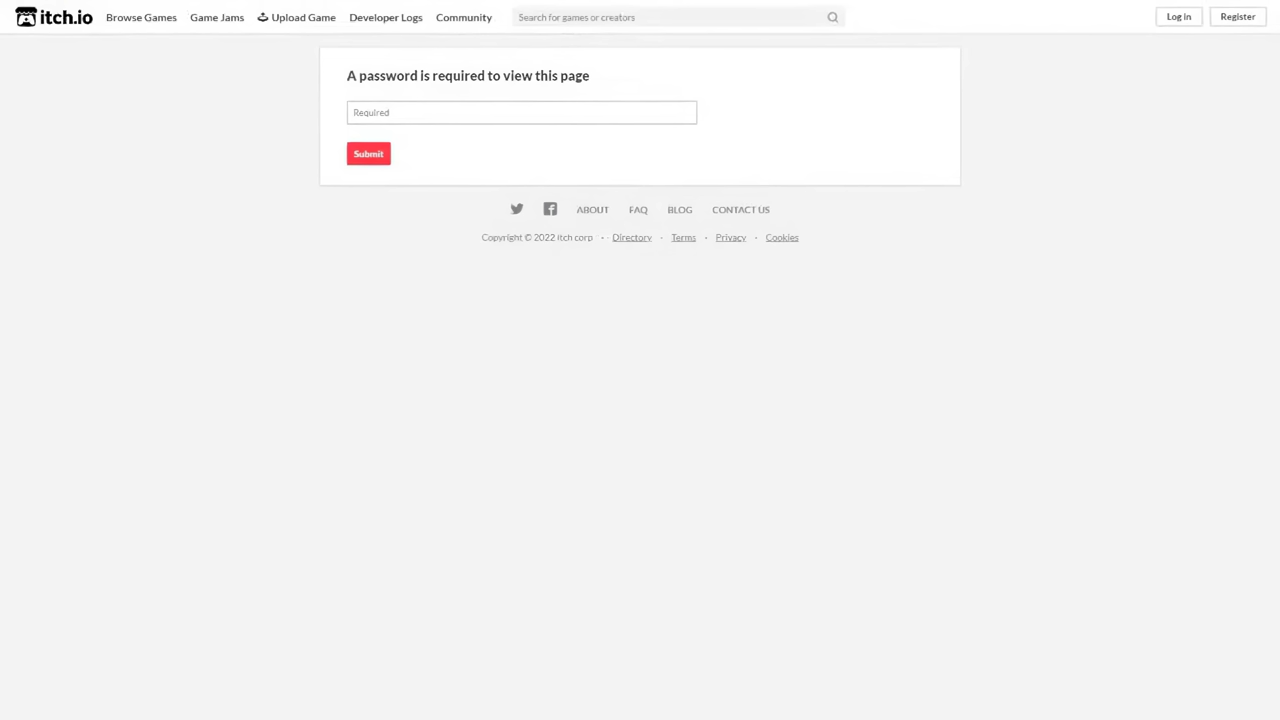 itch.io Browse Games Game Jams Upload Game Developer Logs Community Search for games or creators Log in Register
A password is required to view this page
Required
Submit
ABOUT FAQ BLOG CONTACT US
Copyright © 2022 itch corp · Directory · Terms · Privacy · Cookies